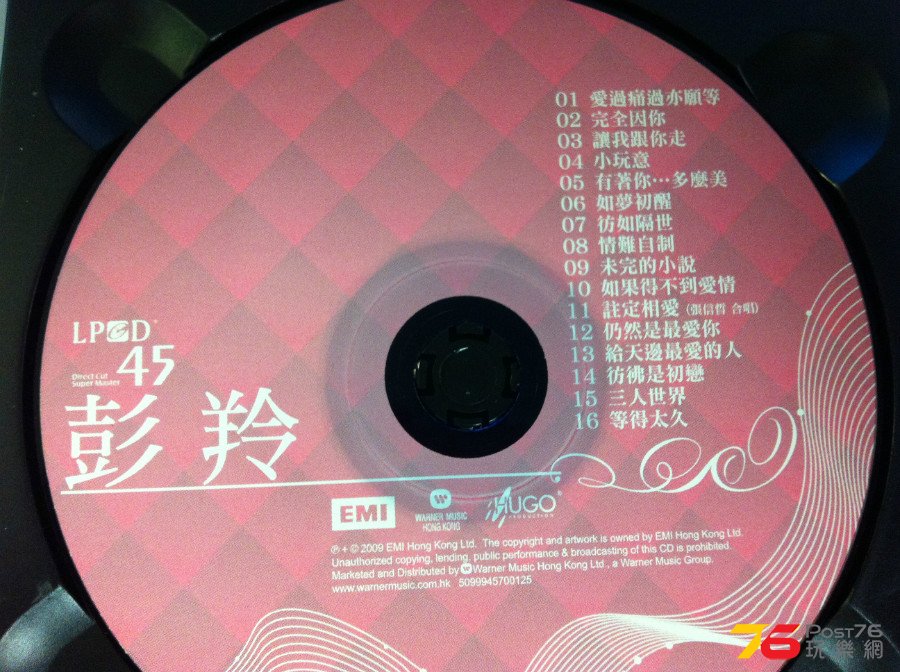 01 愛過痛過亦願等
02 完全因你
03 讓我跟你走
04 小玩意
05 有著你…多麼美
06 如夢初醒
07 彷如隔世
08 情難自制
09 未完的小說
10 如果得不到愛情
11 註定相愛 (張信哲 合唱)
12 仍然是最愛你
13 給天邊最愛的人
14 彷彿是初戀
15 三人世界
16 等得太久
LPCD
45
Direct Cut
Super Master
彭羚
EMI
WARNER MUSIC
HONG KONG
HUGO®
PRODUCTION
℗ + © 2009 EMI Hong Kong Ltd. The copyright and artwork is owned by EMI Hong Kong Ltd.
Unauthorized copying, lending, public performance & broadcasting of this CD is prohibited.
Marketed and Distributed by Warner Music Hong Kong Ltd., a Warner Music Group.
www.warnermusic.com.hk 5099945700125
76 Post76
玩樂網